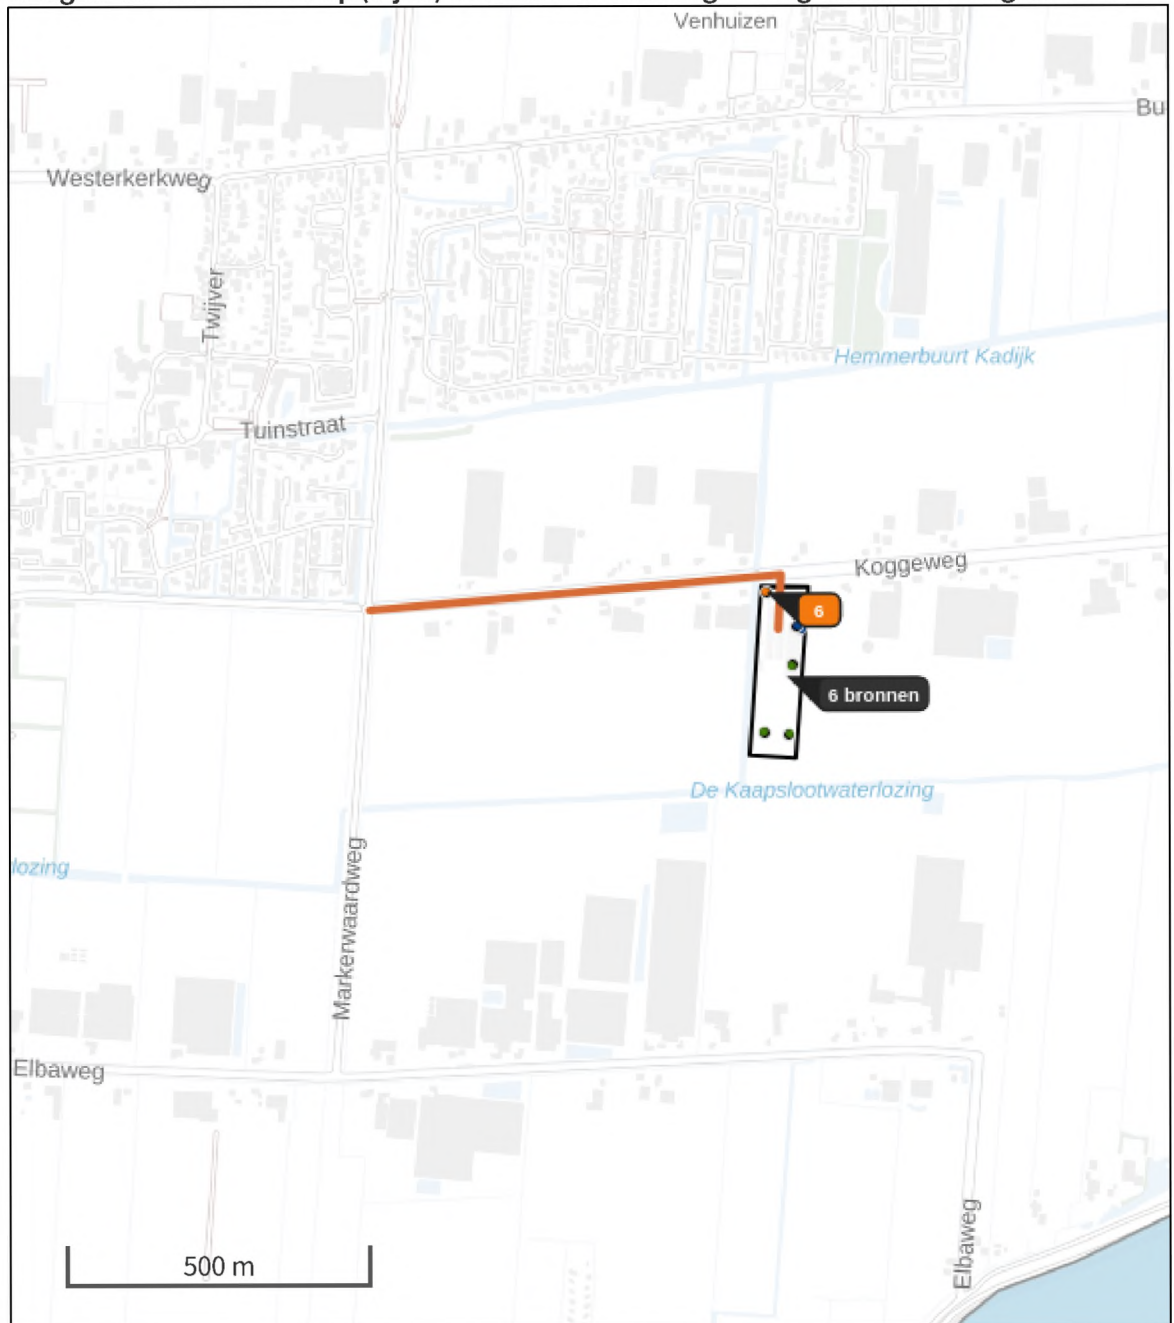 Venhuizen
Bu
Westerkerkweg
Twijver
Hemmerbuurt Kadijk
Tuinstraat
Koggeweg
6
6 bronnen
De Kaapslootwaterlozing
lozing
Markerwaardweg
Elbaweg
Elbaweg
500 m